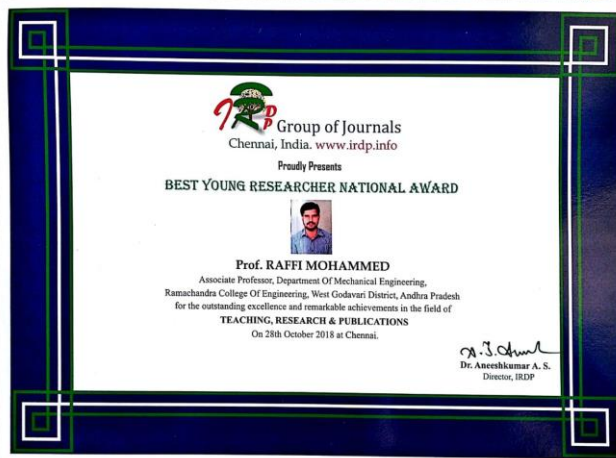 IRDP Group of Journals
Chennai, India. www.irdp.info
Proudly Presents
BEST YOUNG RESEARCHER NATIONAL AWARD
Prof. RAFFI MOHAMMED
Associate Professor, Department Of Mechanical Engineering,
Ramachandra College Of Engineering, West Godavari District, Andhra Pradesh
for the outstanding excellence and remarkable achievements in the field of
TEACHING, RESEARCH & PUBLICATIONS
On 28th October 2018 at Chennai.
Dr. Aneeshkumar A. S.
Director, IRDP